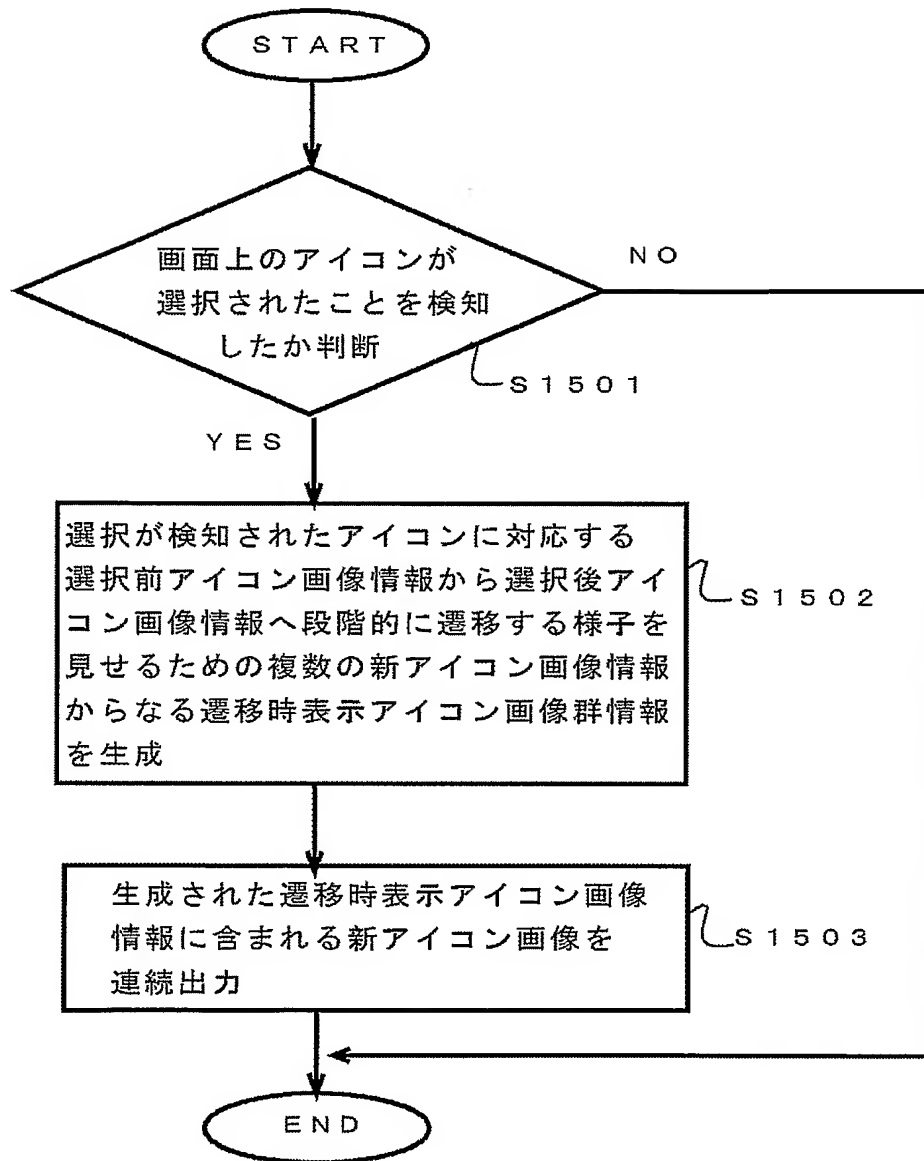 START
画面上のアイコンが
選択されたことを検知
したか判断
NO
S1501
YES
選択が検知されたアイコンに対応する
選択前アイコン画像情報から選択後アイ
コン画像情報へ段階的に遷移する様子を
見せるための複数の新アイコン画像情報
からなる遷移時表示アイコン画像群情報
を生成
S1502
生成された遷移時表示アイコン画像
情報に含まれる新アイコン画像を
連続出力
S1503
END